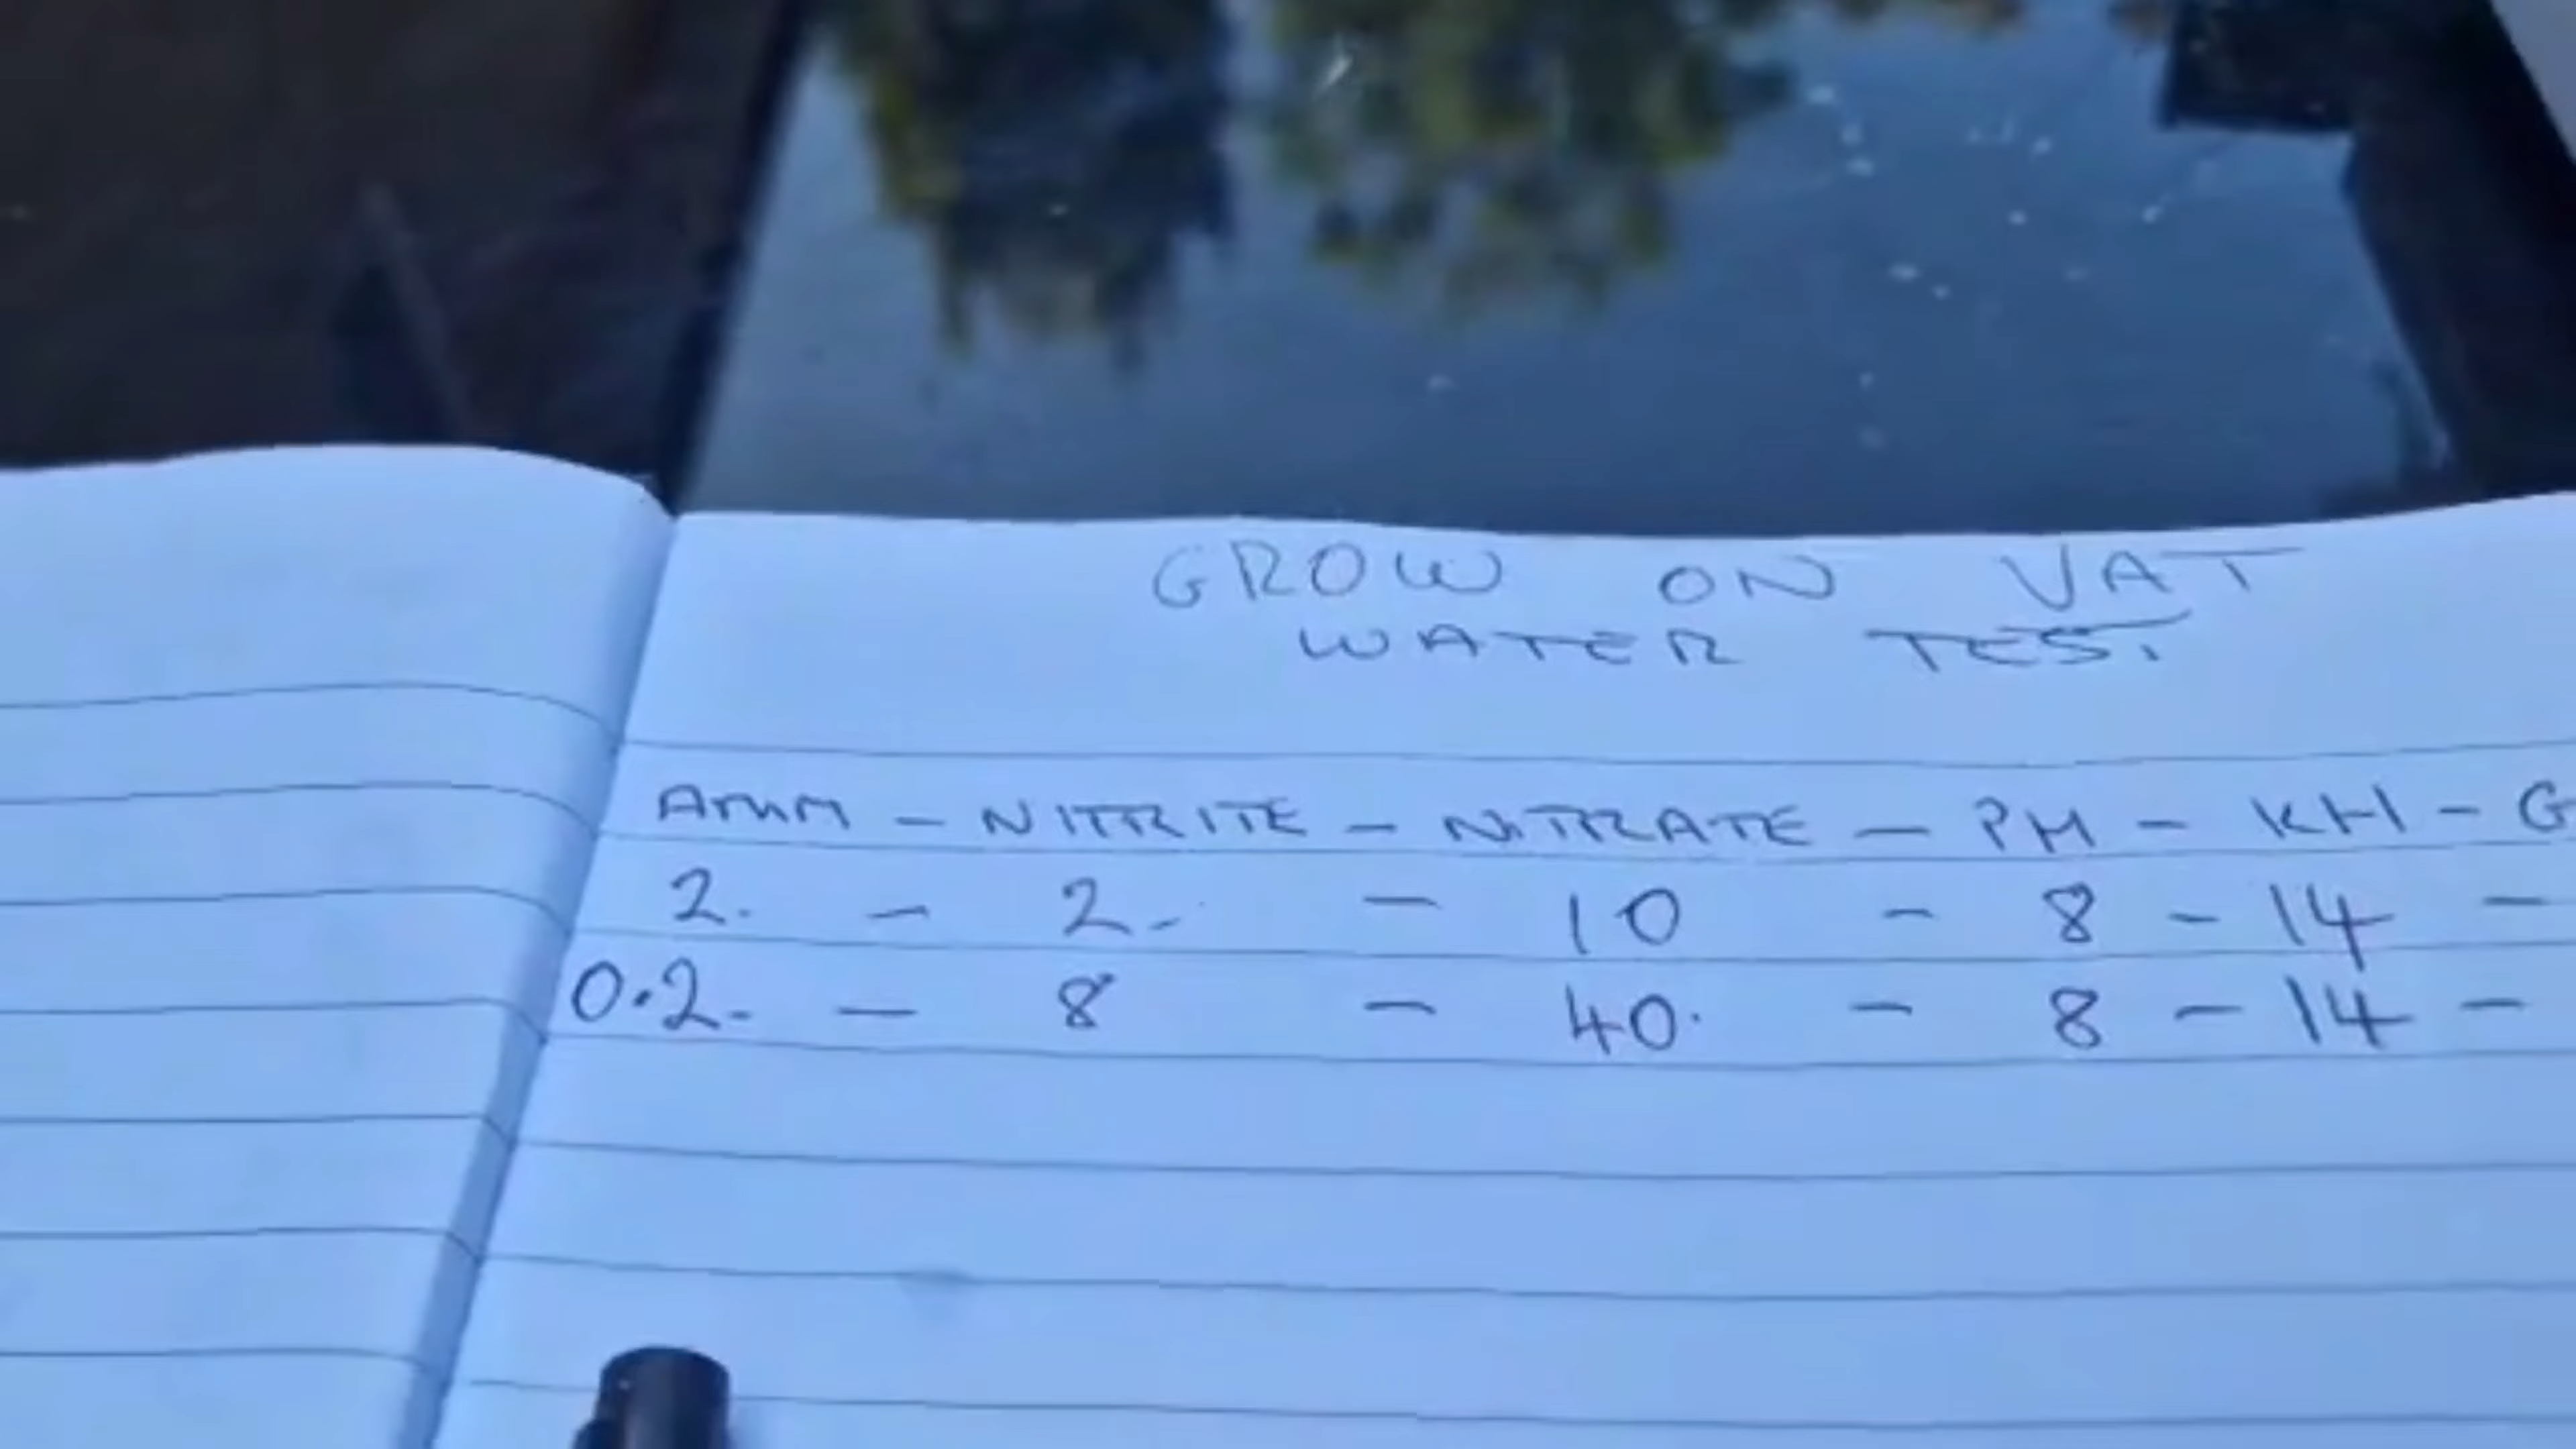 GROW ON VAT
WATER TEST.
AMM - NITRITE - NITRATE - PH - KH - G
2. - 2. - 10 - 8 - 14 -
0.2. - 8 - 40. - 8 - 14 -